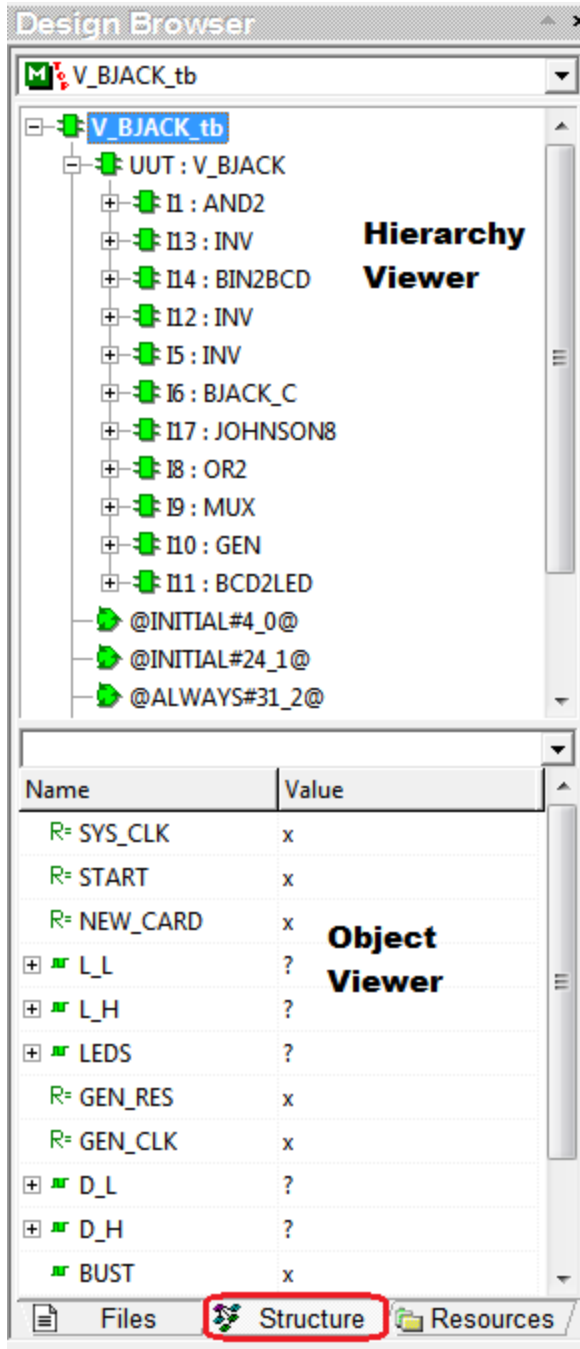 Design Browser
V_BJACK_tb
V_BJACK_tb
UUT : V_BJACK
I1 : AND2
I13 : INV
I14 : BIN2BCD
I12 : INV
I5 : INV
I6 : BJACK_C
I17 : JOHNSON8
I8 : OR2
I9 : MUX
I10 : GEN
I11 : BCD2LED
@INITIAL#4_0@
@INITIAL#24_1@
@ALWAYS#31_2@
Hierarchy
Viewer
Name Value
R= SYS_CLK x
R= START x
R= NEW_CARD x
L_L ?
L_H ?
LEDS ?
R= GEN_RES x
R= GEN_CLK x
D_L ?
D_H ?
BUST x
Object
Viewer
Files Structure Resources